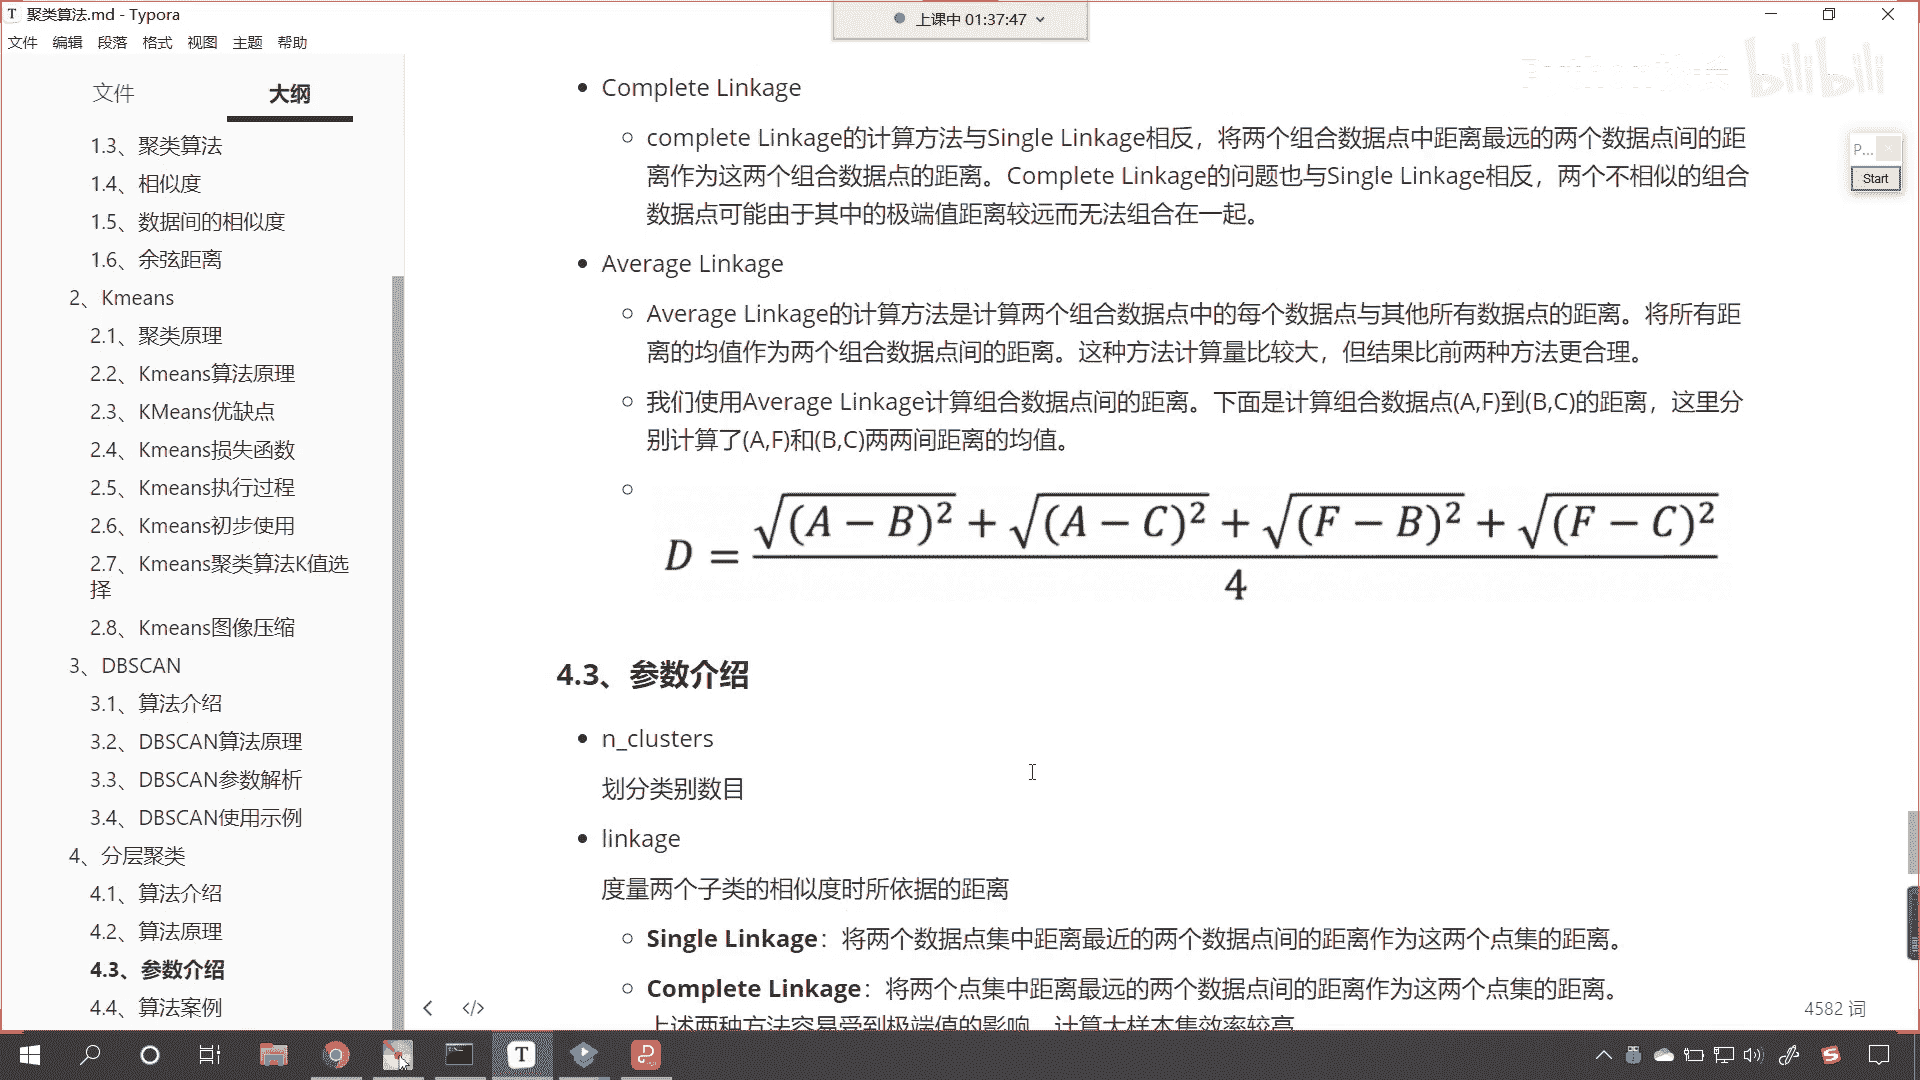 聚类算法.md - Typora
上课中 01:37:47
文件 编辑 段落 格式 视图 主题 帮助
bilibili
文件 大纲
1.3、聚类算法
1.4、相似度
1.5、数据间的相似度
1.6、余弦距离
2、Kmeans
2.1、聚类原理
2.2、Kmeans算法原理
2.3、KMeans优缺点
2.4、Kmeans损失函数
2.5、Kmeans执行过程
2.6、Kmeans初步使用
2.7、Kmeans聚类算法K值选
择
2.8、Kmeans图像压缩
3、DBSCAN
3.1、算法介绍
3.2、DBSCAN算法原理
3.3、DBSCAN参数解析
3.4、DBSCAN使用示例
4、分层聚类
4.1、算法介绍
4.2、算法原理
4.3、参数介绍
4.4、算法案例
Complete Linkage
complete Linkage的计算方法与Single Linkage相反，将两个组合数据点中距离最远的两个数据点间的距
离作为这两个组合数据点的距离。Complete Linkage的问题也与Single Linkage相反，两个不相似的组合
数据点可能由于其中的极端值距离较远而无法组合在一起。
Average Linkage
Average Linkage的计算方法是计算两个组合数据点中的每个数据点与其他所有数据点的距离。将所有距
离的均值作为两个组合数据点间的距离。这种方法计算量比较大，但结果比前两种方法更合理。
我们使用Average Linkage计算组合数据点间的距离。下面是计算组合数据点(A,F)到(B,C)的距离，这里分
别计算了(A,F)和(B,C)两两间距离的均值。
√(A − B)² + √(A − C)² + √(F − B)² + √(F − C)²
D =
4
4.3、参数介绍
n_clusters
划分类别数目
linkage
度量两个子类的相似度时所依据的距离
Single Linkage：将两个数据点集中距离最近的两个数据点间的距离作为这两个点集的距离。
Complete Linkage：将两个点集中距离最远的两个数据点间的距离作为这两个点集的距离。
上述两种方法容易受到极端值的影响，计算大样本集效率较高
4582 词
P...
Start